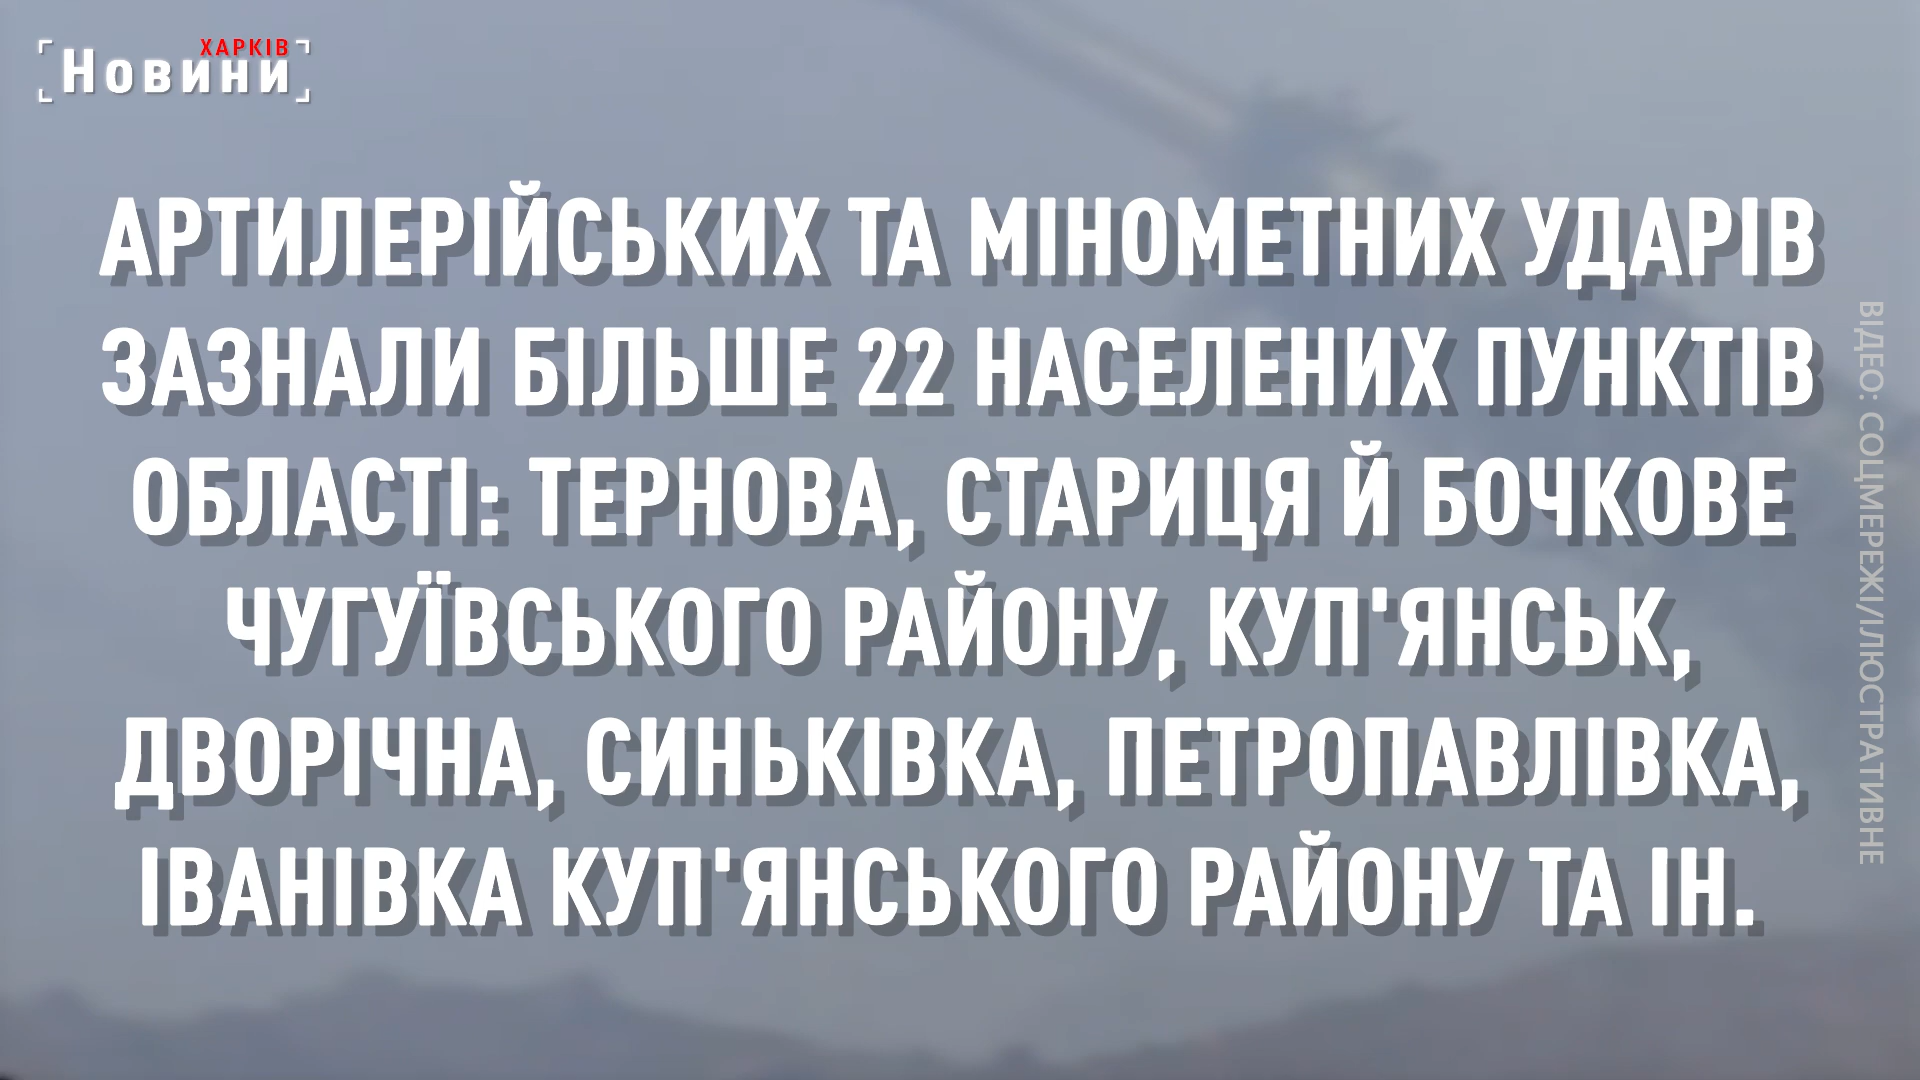 ХАРКІВ
Новини
АРТИЛЕРІЙСЬКИХ ТА МІНОМЕТНИХ УДАРІВ
ЗАЗНАЛИ БІЛЬШЕ 22 НАСЕЛЕНИХ ПУНКТІВ
ОБЛАСТІ: ТЕРНОВА, СТАРИЦЯ Й БОЧКОВЕ
ЧУГУЇВСЬКОГО РАЙОНУ, КУП'ЯНСЬК,
ДВОРІЧНА, СИНЬКІВКА, ПЕТРОПАВЛІВКА,
ІВАНІВКА КУП'ЯНСЬКОГО РАЙОНУ ТА ІН.
ВІДЕО: СОЦМЕРЕЖІ/ІЛЮСТРАТИВНЕ